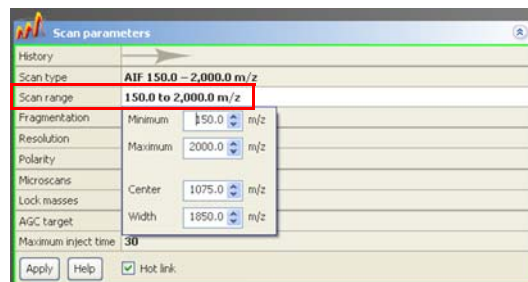 Scan parameters
History
Scan type AIF 150.0 – 2,000.0 m/z
Scan range 150.0 to 2,000.0 m/z
Fragmentation Minimum 150.0 m/z
Resolution Maximum 2000.0 m/z
Polarity
Microscans Center 1075.0 m/z
Lock masses
AGC target Width 1850.0 m/z
Maximum inject time 30
Apply Help Hot link